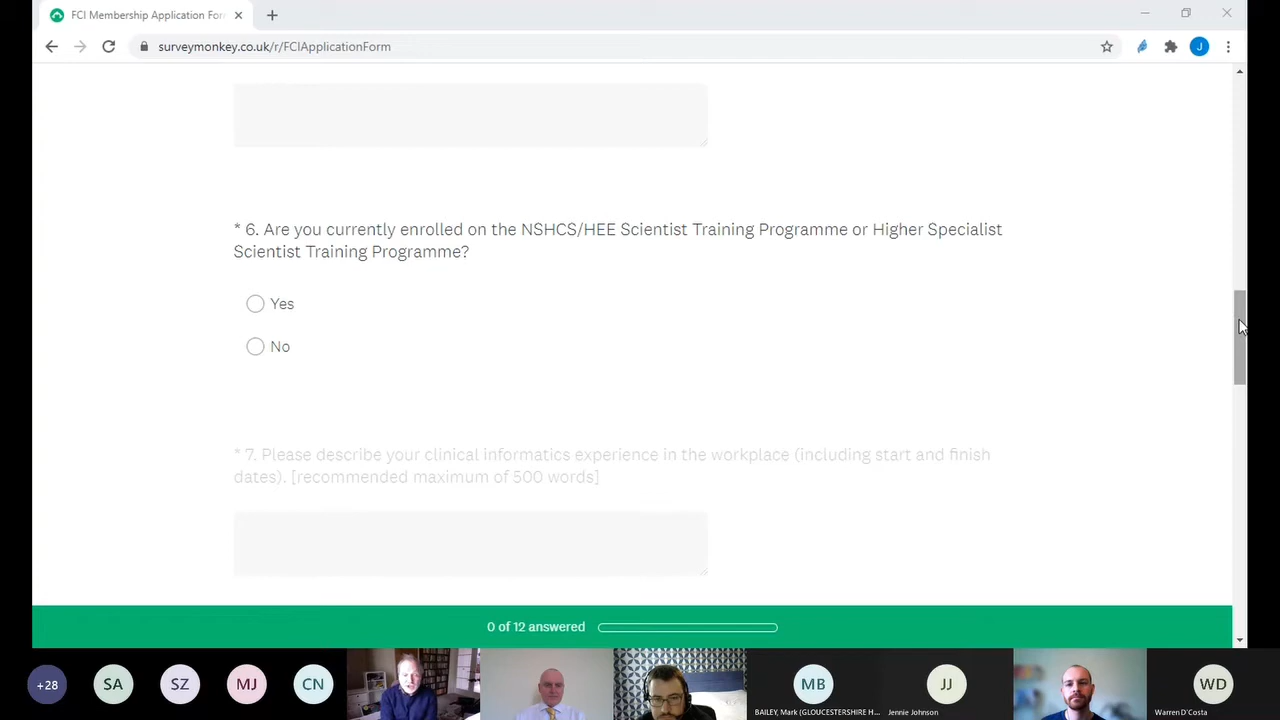 FCI Membership Application For
surveymonkey.co.uk/r/FCIApplicationForm
J
* 6. Are you currently enrolled on the NSHCS/HEE Scientist Training Programme or Higher Specialist
Scientist Training Programme?
Yes
No
* 7. Please describe your clinical informatics experience in the workplace (including start and finish
dates). [recommended maximum of 500 words]
0 of 12 answered
+28
SA
SZ
MJ
CN
MB
JJ
WD
BAILEY, Mark (GLOUCESTERSHIRE H...
Jennie Johnson
Warren D'Costa